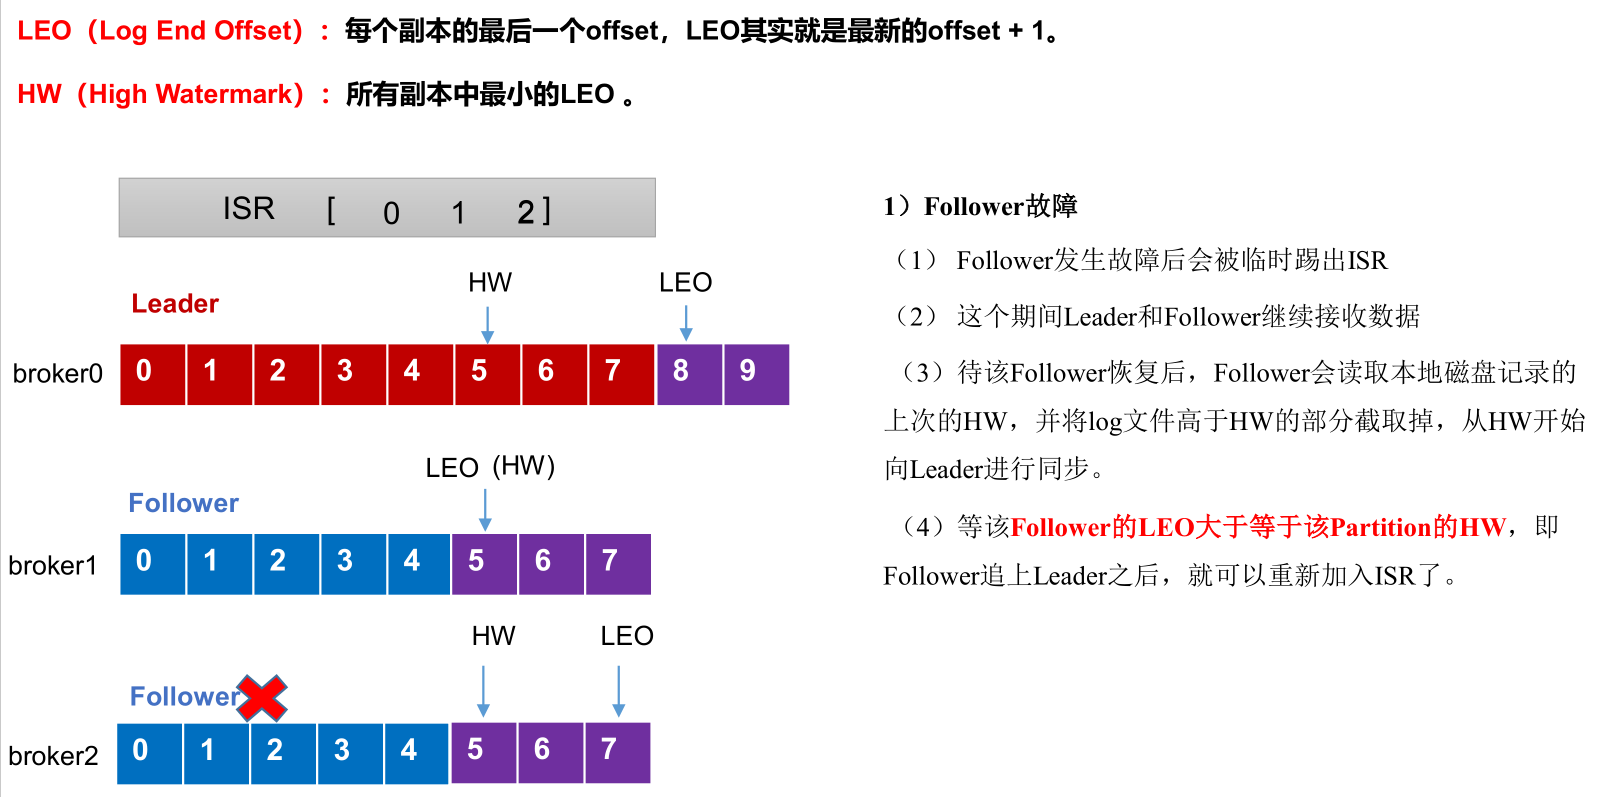 LEO（Log End Offset）：每个副本的最后一个offset，LEO其实就是最新的offset + 1。
HW（High Watermark）：所有副本中最小的LEO 。
ISR [ 0 1 2 ]
HW LEO
Leader
broker0 0 1 2 3 4 5 6 7 8 9
LEO (HW)
Follower
broker1 0 1 2 3 4 5 6 7
HW LEO
Follower
broker2 0 1 2 3 4 5 6 7
1）Follower故障
（1） Follower发生故障后会被临时踢出ISR
（2） 这个期间Leader和Follower继续接收数据
（3）待该Follower恢复后，Follower会读取本地磁盘记录的
上次的HW，并将log文件高于HW的部分截取掉，从HW开始
向Leader进行同步。
（4）等该Follower的LEO大于等于该Partition的HW，即
Follower追上Leader之后，就可以重新加入ISR了。